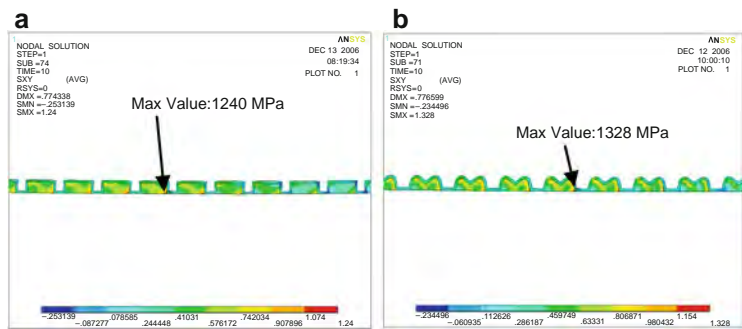 a
1
ANSYS
NODAL SOLUTION
STEP=1
SUB =74
TIME=10
SXY (AVG)
RSYS=0
DMX =.774338
SMN =-.253139
SMX =1.24
DEC 13 2006
08:19:34
PLOT NO. 1
Max Value:1240 MPa
-.253139
-.087277
.078585
.244448
.41031
.576172
.742034
.907896
1.074
1.24
b
1
ANSYS
NODAL SOLUTION
STEP=1
SUB =71
TIME=10
SXY (AVG)
RSYS=0
DMX =.776599
SMN =-.234496
SMX =1.328
DEC 12 2006
10:00:10
PLOT NO. 1
Max Value:1328 MPa
-.234496
-.060935
.112626
.286187
.459749
.63331
.806871
.980432
1.154
1.328